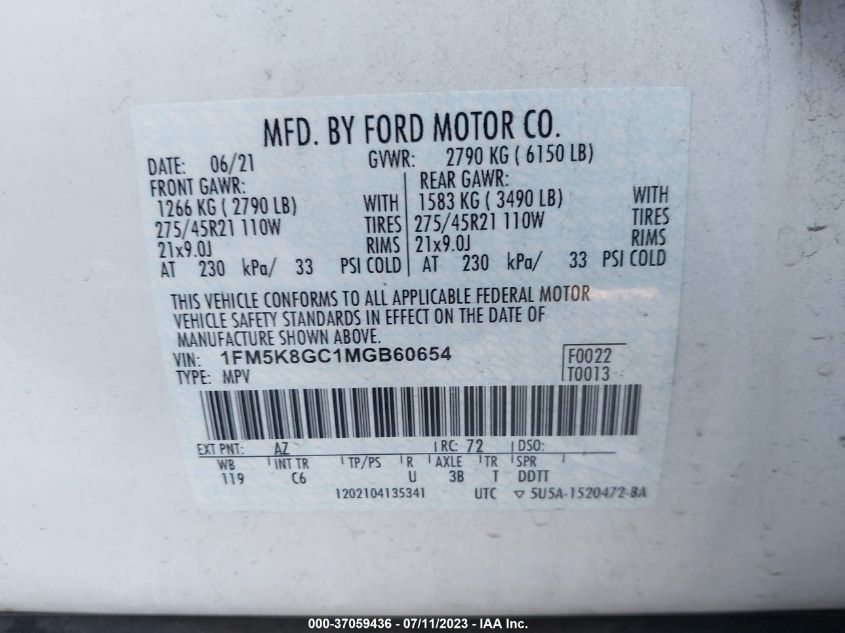 MFD. BY FORD MOTOR CO.
DATE: 06/21 GVWR: 2790 KG ( 6150 LB)
FRONT GAWR: REAR GAWR:
1266 KG ( 2790 LB) WITH 1583 KG ( 3490 LB) WITH
275/45R21 110W TIRES 275/45R21 110W TIRES
21x9.0J RIMS 21x9.0J RIMS
AT 230 kPa/ 33 PSI COLD AT 230 kPa/ 33 PSI COLD
THIS VEHICLE CONFORMS TO ALL APPLICABLE FEDERAL MOTOR
VEHICLE SAFETY STANDARDS IN EFFECT ON THE DATE OF
MANUFACTURE SHOWN ABOVE.
VIN: 1FM5K8GC1MGB60654 F0022
TYPE: MPV T0013
EXT PNT: AZ RC: 72 DSO:
WB INT TR TP/PS R AXLE TR SPR
119 C6 U 3B T DDTT
1202104135341 UTC ▽ 5U5A-1520472-BA
000-37059436 - 07/11/2023 - IAA Inc.